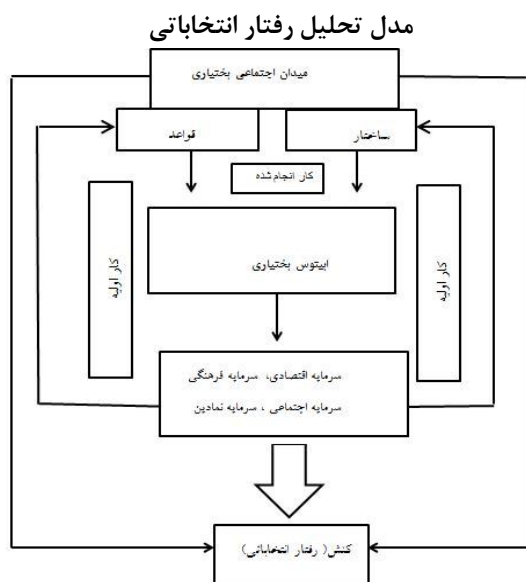 مدل تحلیل رفتار انتخاباتی
میدان اجتماعی بختیاری
ساختار
قواعد
کار انجام شده
کار اولیه
ابیتوس بختیاری
کار اولیه
سرمایه اقتصادی، سرمایه فرهنگی
سرمایه اجتماعی ، سرمایه نمادین
کنش( رفتار انتخاباتی)